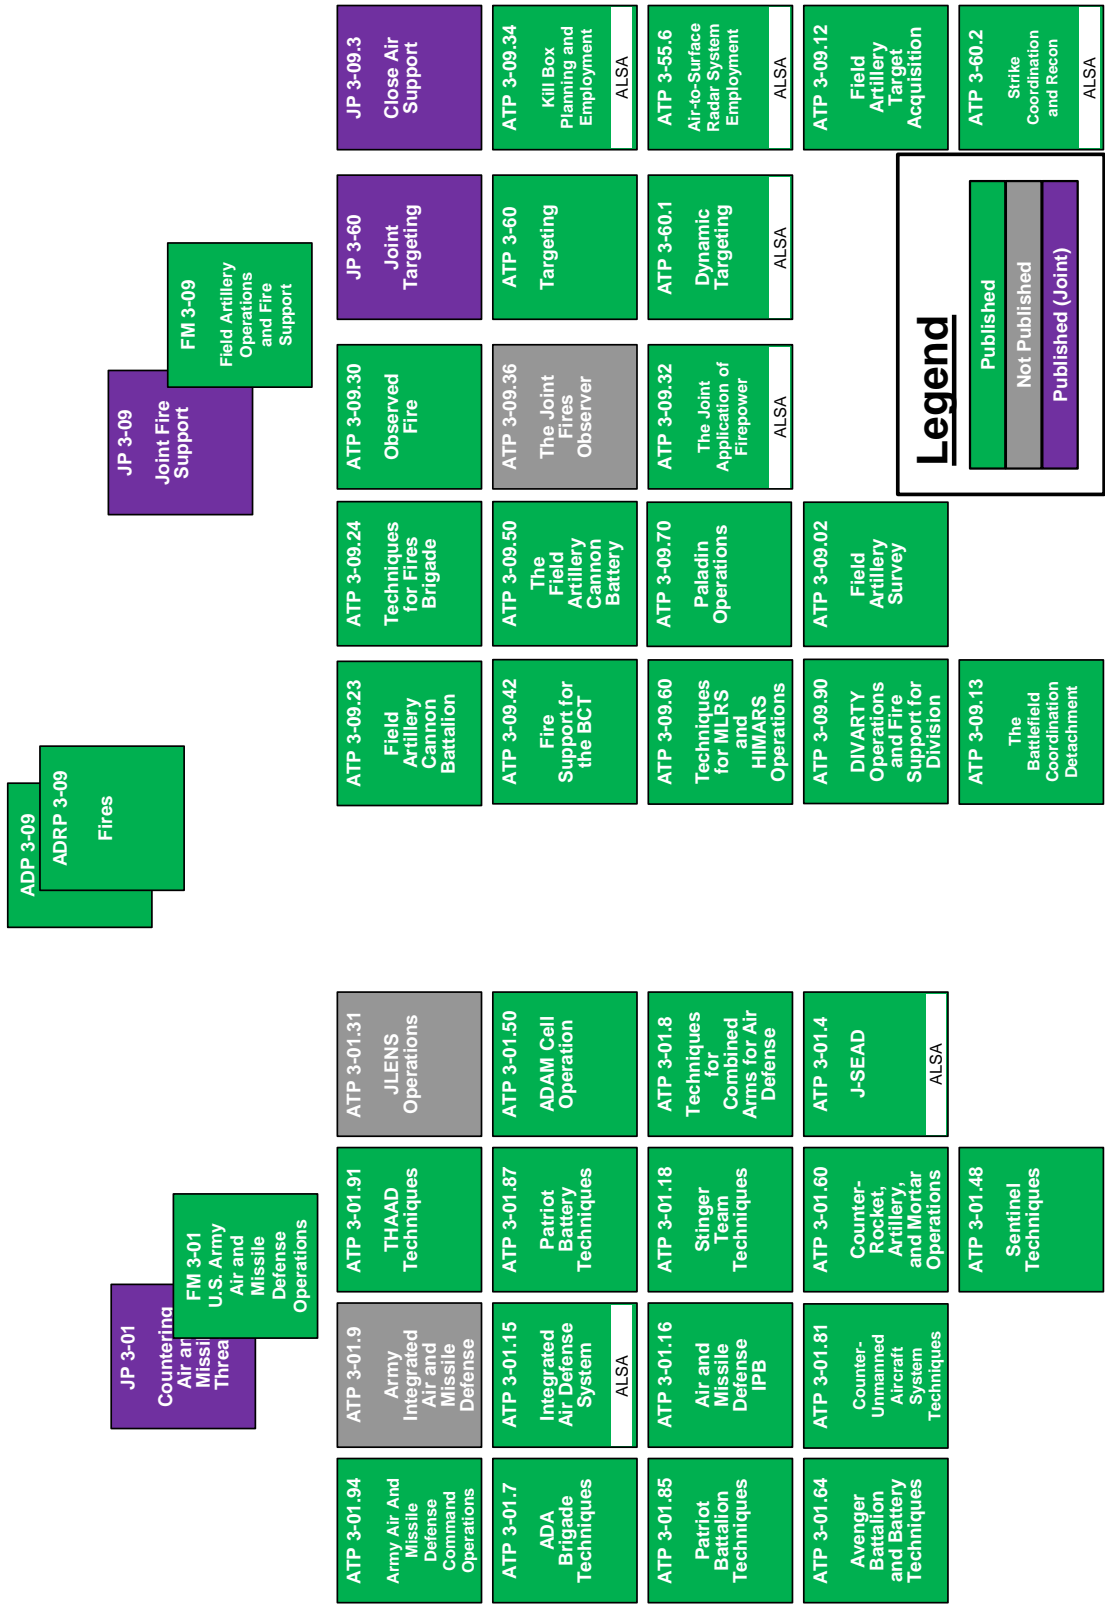 ADP 3-09
ADRP 3-09
Fires
JP 3-01
Countering
Air an
Missil
Threa
FM 3-01
U.S. Army
Air and
Missile
Defense
Operations
JP 3-09
Joint Fire
Support
FM 3-09
Field Artillery
Operations
and Fire
Support
ATP 3-01.94
Army Air And
Missile
Defense
Command
Operations
ATP 3-01.9
Army
Integrated
Air and
Missile
Defense
ATP 3-01.91
THAAD
Techniques
ATP 3-01.31
JLENS
Operations
ATP 3-01.7
ADA
Brigade
Techniques
ATP 3-01.15
Integrated
Air Defense
System
ALSA
ATP 3-01.87
Patriot
Battery
Techniques
ATP 3-01.50
ADAM Cell
Operation
ATP 3-01.85
Patriot
Battalion
Techniques
ATP 3-01.16
Air and
Missile
Defense
IPB
ATP 3-01.18
Stinger
Team
Techniques
ATP 3-01.8
Techniques
for
Combined
Arms for Air
Defense
ATP 3-01.64
Avenger
Battalion
and Battery
Techniques
ATP 3-01.81
Counter-
Unmanned
Aircraft
System
Techniques
ATP 3-01.60
Counter-
Rocket,
Artillery,
and Mortar
Operations
ATP 3-01.4
J-SEAD
ALSA
ATP 3-01.48
Sentinel
Techniques
ATP 3-09.23
Field
Artillery
Cannon
Battalion
ATP 3-09.24
Techniques
for Fires
Brigade
ATP 3-09.30
Observed
Fire
JP 3-60
Joint
Targeting
JP 3-09.3
Close Air
Support
ATP 3-09.42
Fire
Support for
the BCT
ATP 3-09.50
The
Field
Artillery
Cannon
Battery
ATP 3-09.36
The Joint
Fires
Observer
ATP 3-60
Targeting
ATP 3-09.34
Kill Box
Planning and
Employment
ALSA
ATP 3-09.60
Techniques
for MLRS
and
HIMARS
Operations
ATP 3-09.70
Paladin
Operations
ATP 3-09.32
The Joint
Application of
Firepower
ALSA
ATP 3-60.1
Dynamic
Targeting
ALSA
ATP 3-55.6
Air-to-Surface
Radar System
Employment
ALSA
ATP 3-09.90
DIVARTY
Operations
and Fire
Support for
Division
ATP 3-09.02
Field
Artillery
Survey
ATP 3-09.12
Field
Artillery
Target
Acquisition
ATP 3-09.13
The
Battlefield
Coordination
Detachment
ATP 3-60.2
Strike
Coordination
and Recon
ALSA
Legend
Published
Not Published
Published (Joint)